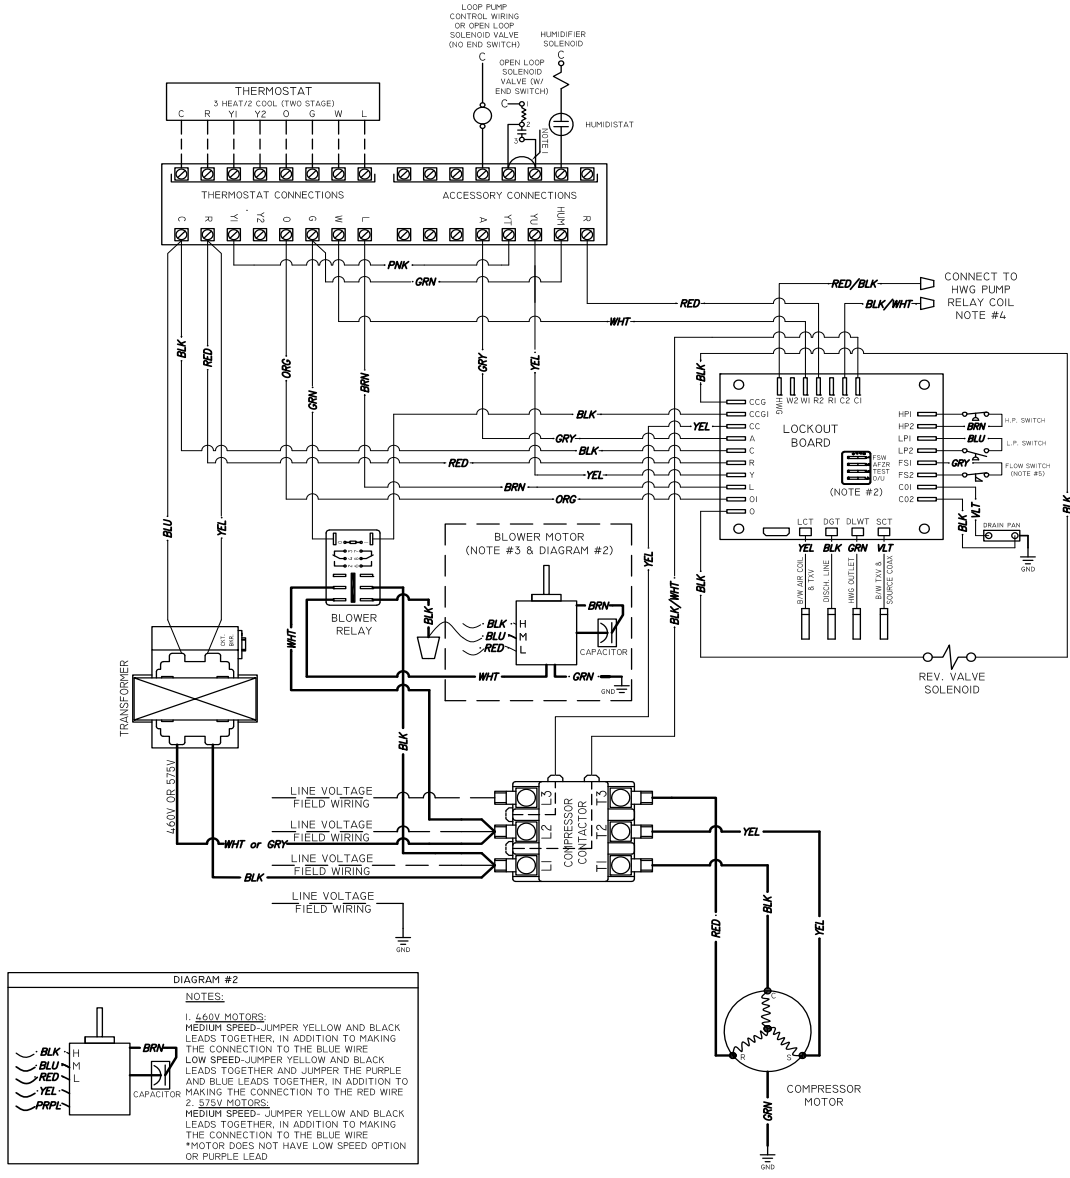 LOOP PUMP
CONTROL WIRING
OR OPEN LOOP
SOLENOID VALVE
(NO END SWITCH)
C
HUMIDIFIER
SOLENOID
C
OPEN LOOP
SOLENOID
VALVE (W/
END SWITCH)
C
1
2
3
NOTE 1
HUMIDISTAT
THERMOSTAT
3 HEAT/2 COOL (TWO STAGE)
C R Y1 Y2 O G W L
THERMOSTAT CONNECTIONS
ACCESSORY CONNECTIONS
C R Y1 Y2 O G W L A YT YU HUM R
PNK
GRN
RED
WHT
RED/BLK
BLK/WHT
CONNECT TO
HWG PUMP
RELAY COIL
NOTE #4
BLK
RED
ORG
GRN
BRN
GRY
YEL
BLK
BLK
YEL
GRY
BLK
RED
YEL
BRN
ORG
HWG W2 W1 R2 R1 C2 C1
CCG
CCG1
CC
A
C
R
Y
L
O1
O
LOCKOUT
BOARD
FSW
AFZR
TEST
O/U
(NOTE #2)
HP1
HP2
LP1
LP2
FS1
FS2
CO1
CO2
BRN
BLU
GRY
H.P. SWITCH
L.P. SWITCH
FLOW SWITCH
(NOTE #5)
VLT
BLK
BLK
DRAIN PAN
GND
LCT DGT DLWT SCT
YEL BLK GRN VLT
B/W AIR COIL
& TXV
DISCH. LINE
HWG OUTLET
B/W TXV &
SOURCE COAX
REV. VALVE
SOLENOID
BLU
YEL
BLOWER
RELAY
BLOWER MOTOR
(NOTE #3 & DIAGRAM #2)
BLK
BLK
BLU
RED
H
M
L
BRN
CAPACITOR
WHT
GRN
GND
WHT
YEL
BLK/WHT
BLK
CKT.
BKR.
TRANSFORMER
460V OR 575V
BLK
LINE VOLTAGE
FIELD WIRING
LINE VOLTAGE
FIELD WIRING
WHT or GRY
LINE VOLTAGE
FIELD WIRING
BLK
LINE VOLTAGE
FIELD WIRING
GND
L3
L2
L1
COMPRESSOR
CONTACTOR
T3
T2
T1
YEL
RED
BLK
YEL
C
R
S
COMPRESSOR
MOTOR
GRN
GND
DIAGRAM #2
NOTES:
1. 460V MOTORS:
MEDIUM SPEED-JUMPER YELLOW AND BLACK
LEADS TOGETHER, IN ADDITION TO MAKING
THE CONNECTION TO THE BLUE WIRE
LOW SPEED-JUMPER YELLOW AND BLACK
LEADS TOGETHER AND JUMPER THE PURPLE
AND BLUE LEADS TOGETHER, IN ADDITION TO
MAKING THE CONNECTION TO THE RED WIRE
2. 575V MOTORS:
MEDIUM SPEED- JUMPER YELLOW AND BLACK
LEADS TOGETHER, IN ADDITION TO MAKING
THE CONNECTION TO THE BLUE WIRE
*MOTOR DOES NOT HAVE LOW SPEED OPTION
OR PURPLE LEAD
BLK
BLU
RED
YEL
PRPL
H
M
L
BRN
CAPACITOR